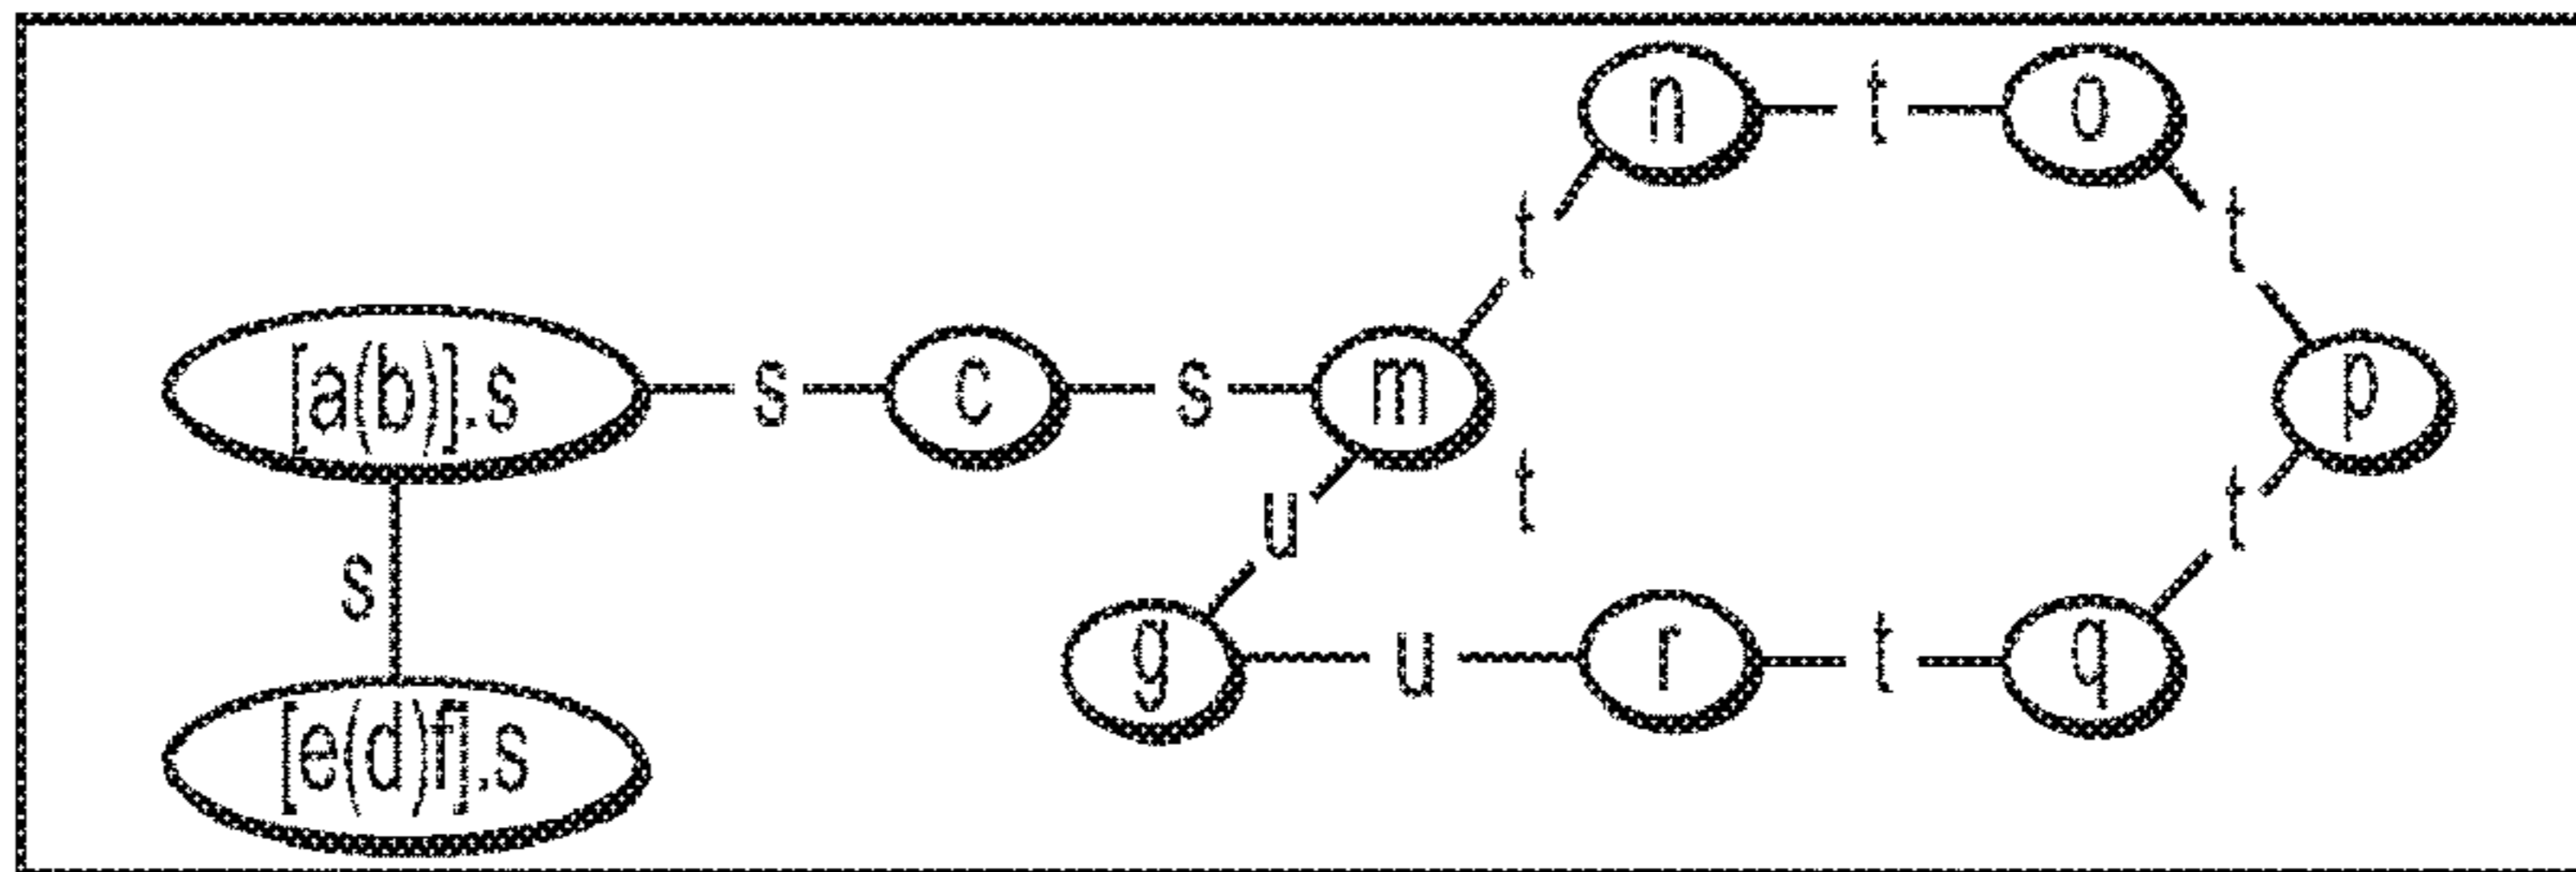 n t o
t t
[a(b)].s s c s m p
t t
u
s
g u r t q
[e(d)f].s